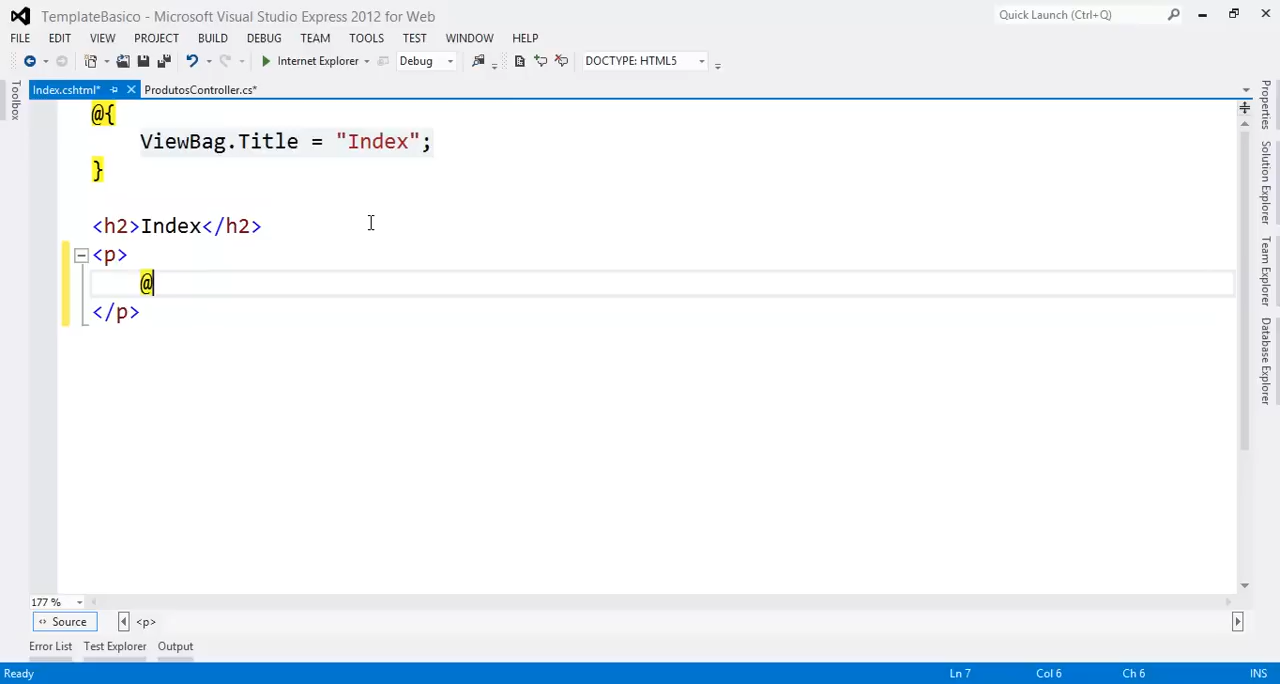 TemplateBasico - Microsoft Visual Studio Express 2012 for Web
Quick Launch (Ctrl+Q)
FILE EDIT VIEW PROJECT BUILD DEBUG TEAM TOOLS TEST WINDOW HELP
Internet Explorer Debug DOCTYPE: HTML5
Toolbox
Index.cshtml* ProdutosController.cs*
@{
ViewBag.Title = "Index";
}
<h2>Index</h2>
<p>
@
</p>
Properties
Solution Explorer
Team Explorer
Database Explorer
177 %
<> Source <p>
Error List Test Explorer Output
Ready Ln 7 Col 6 Ch 6 INS